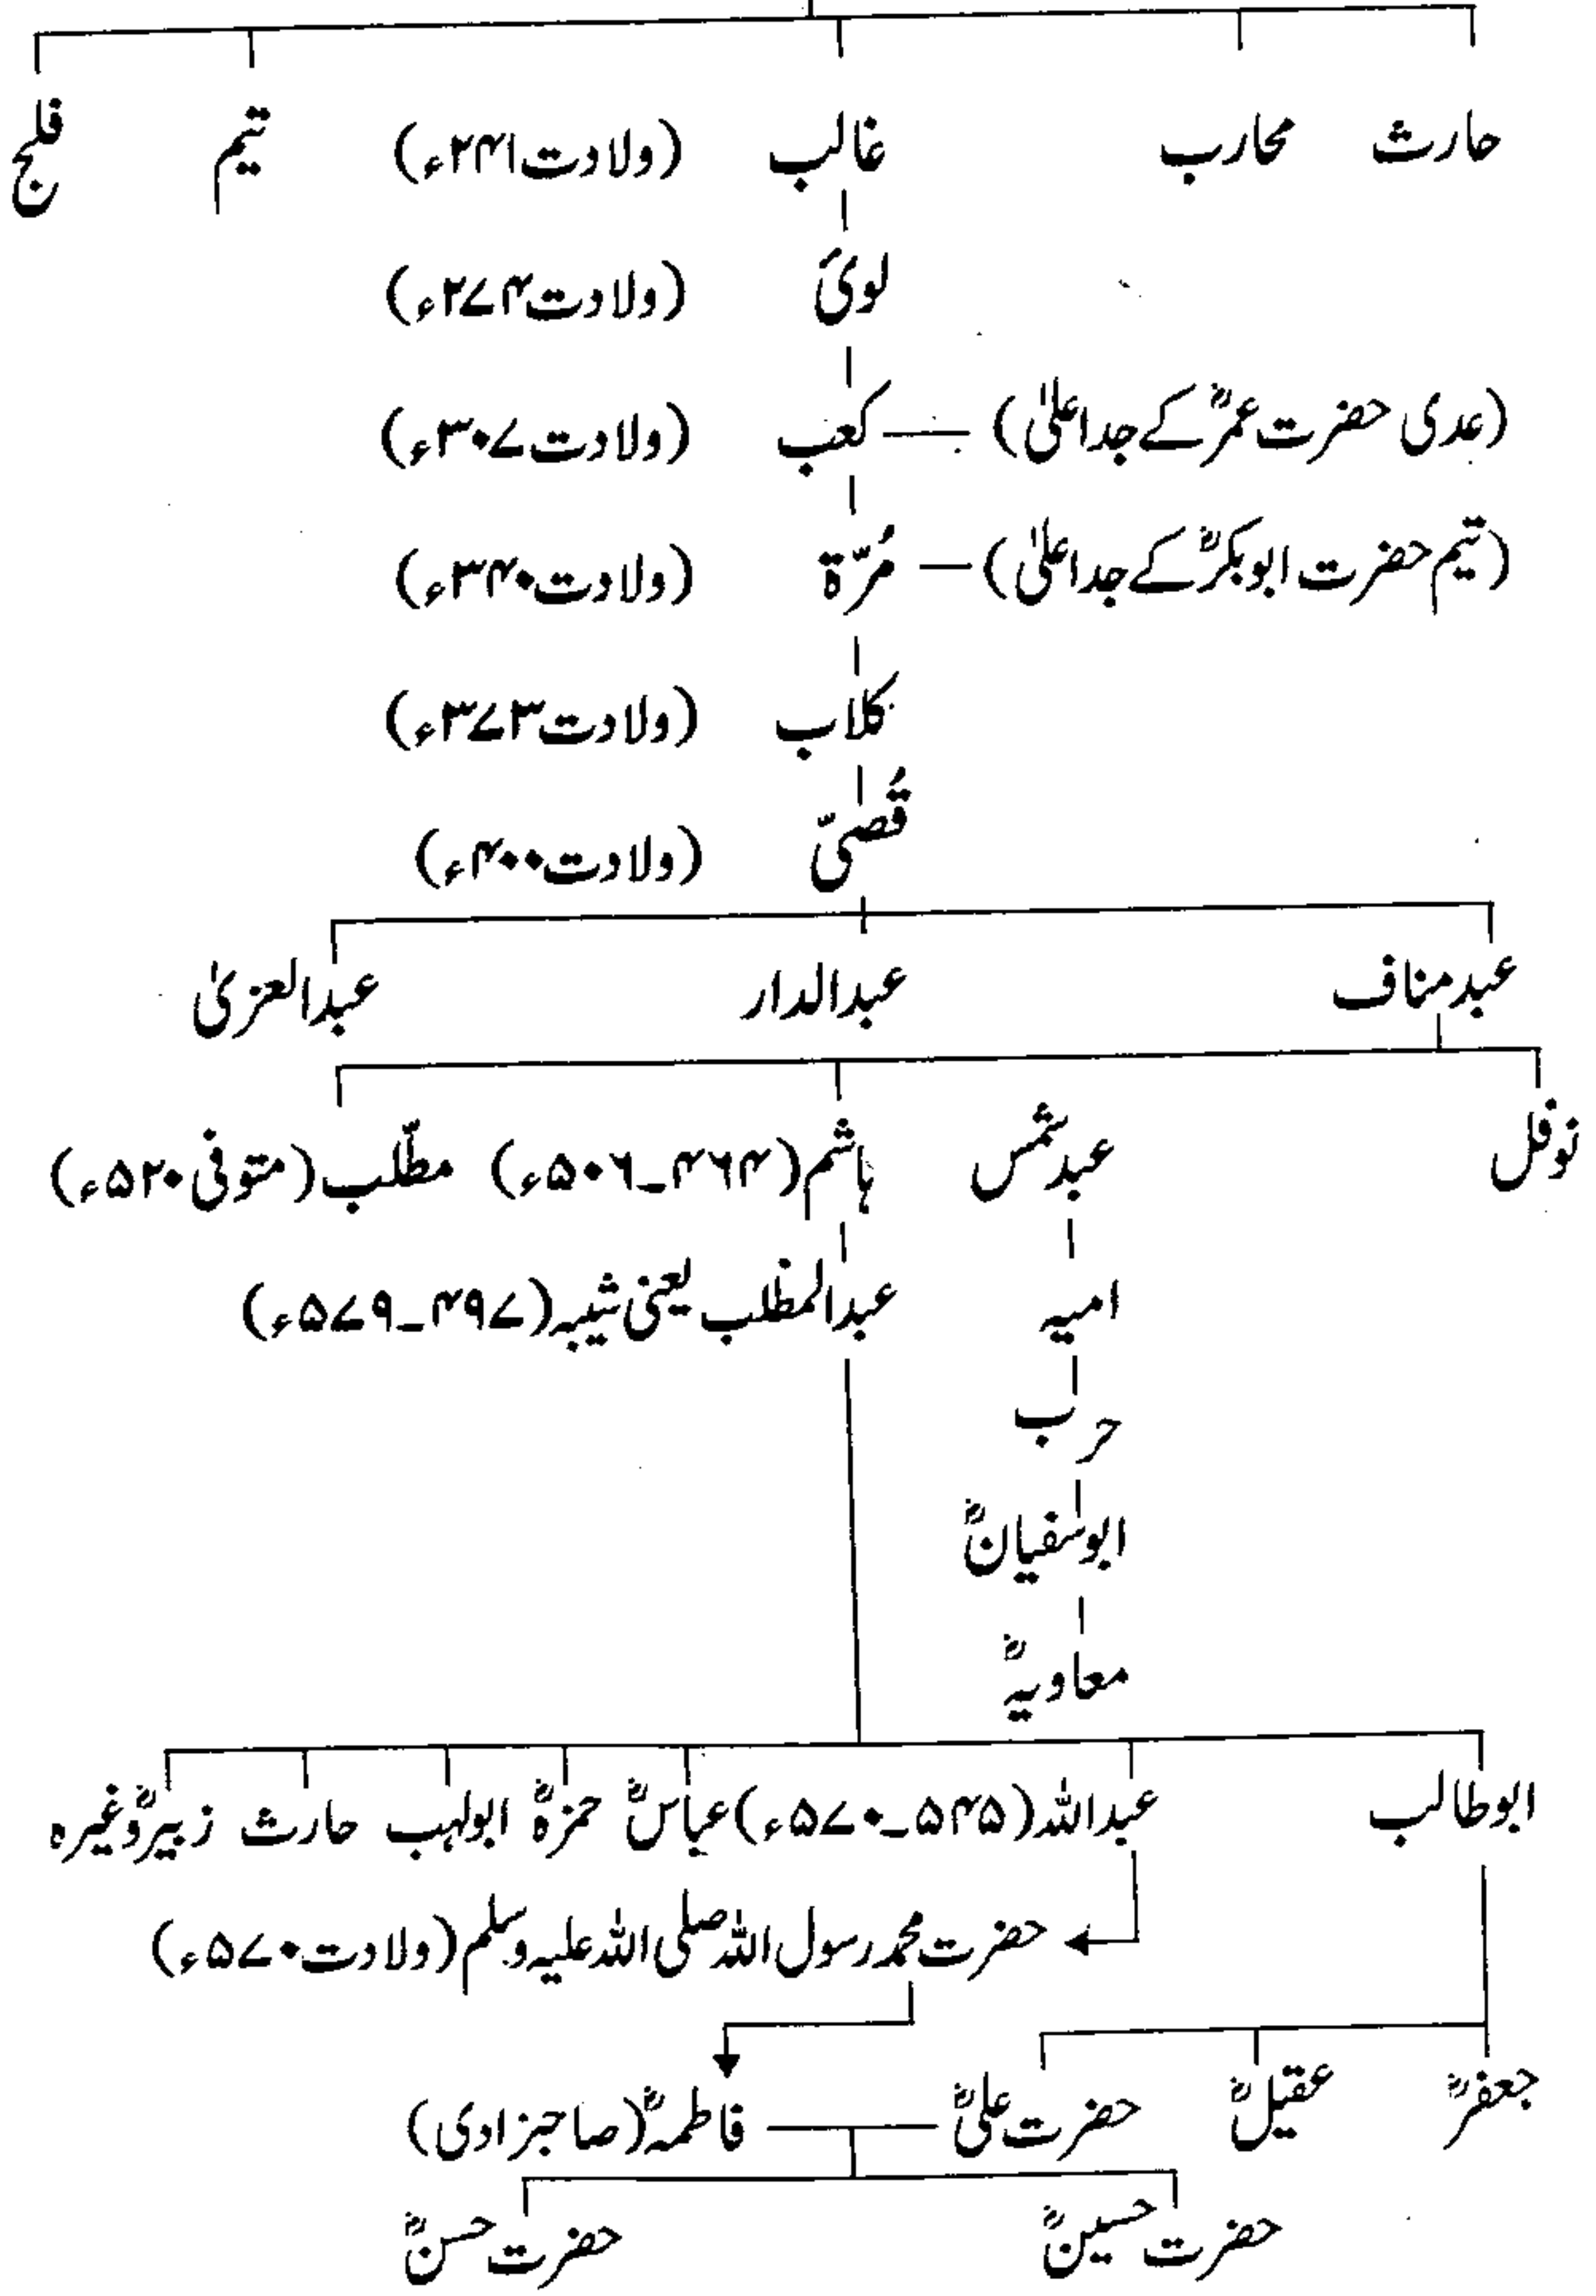 حارث محارب غالب (ولادت ۲۴۱ء) تیم فلج
لوئ (ولادت ۲۷۴ء)
(عدی حضرت عمرؓ کے جداعلیٰ) کعب (ولادت ۳۰۷ء)
(تیم حضرت ابوبکرؓ کے جداعلیٰ) مُرّة (ولادت ۳۴۰ء)
کلاب (ولادت ۳۷۳ء)
قُصیّ (ولادت ۴۰۰ء)
عبدمناف عبدالدار عبدالعزیٰ
نوفل عبدشمس ہاشم (۴۶۴۔۵۰۶ء) مطلّب (متوفی ۵۲۰ء)
امیہ عبدالمطلب یعنی شیبہ (۴۹۷۔۵۷۹ء)
حرب
ابوسفیانؓ
معاویہؓ
ابوطالب عبداللہ (۵۴۵۔۵۷۰ء) عباسؓ حمزہؓ ابولہب حارث زبیرؓوغیرہ
حضرت محمد رسول اللہ صلی اللہ علیہ وسلم (ولادت ۵۷۰ء)
جعفرؓ عقیلؓ حضرت علیؓ فاطمہؓ (صاحبزادی)
حضرت حسینؓ حضرت حسنؓ